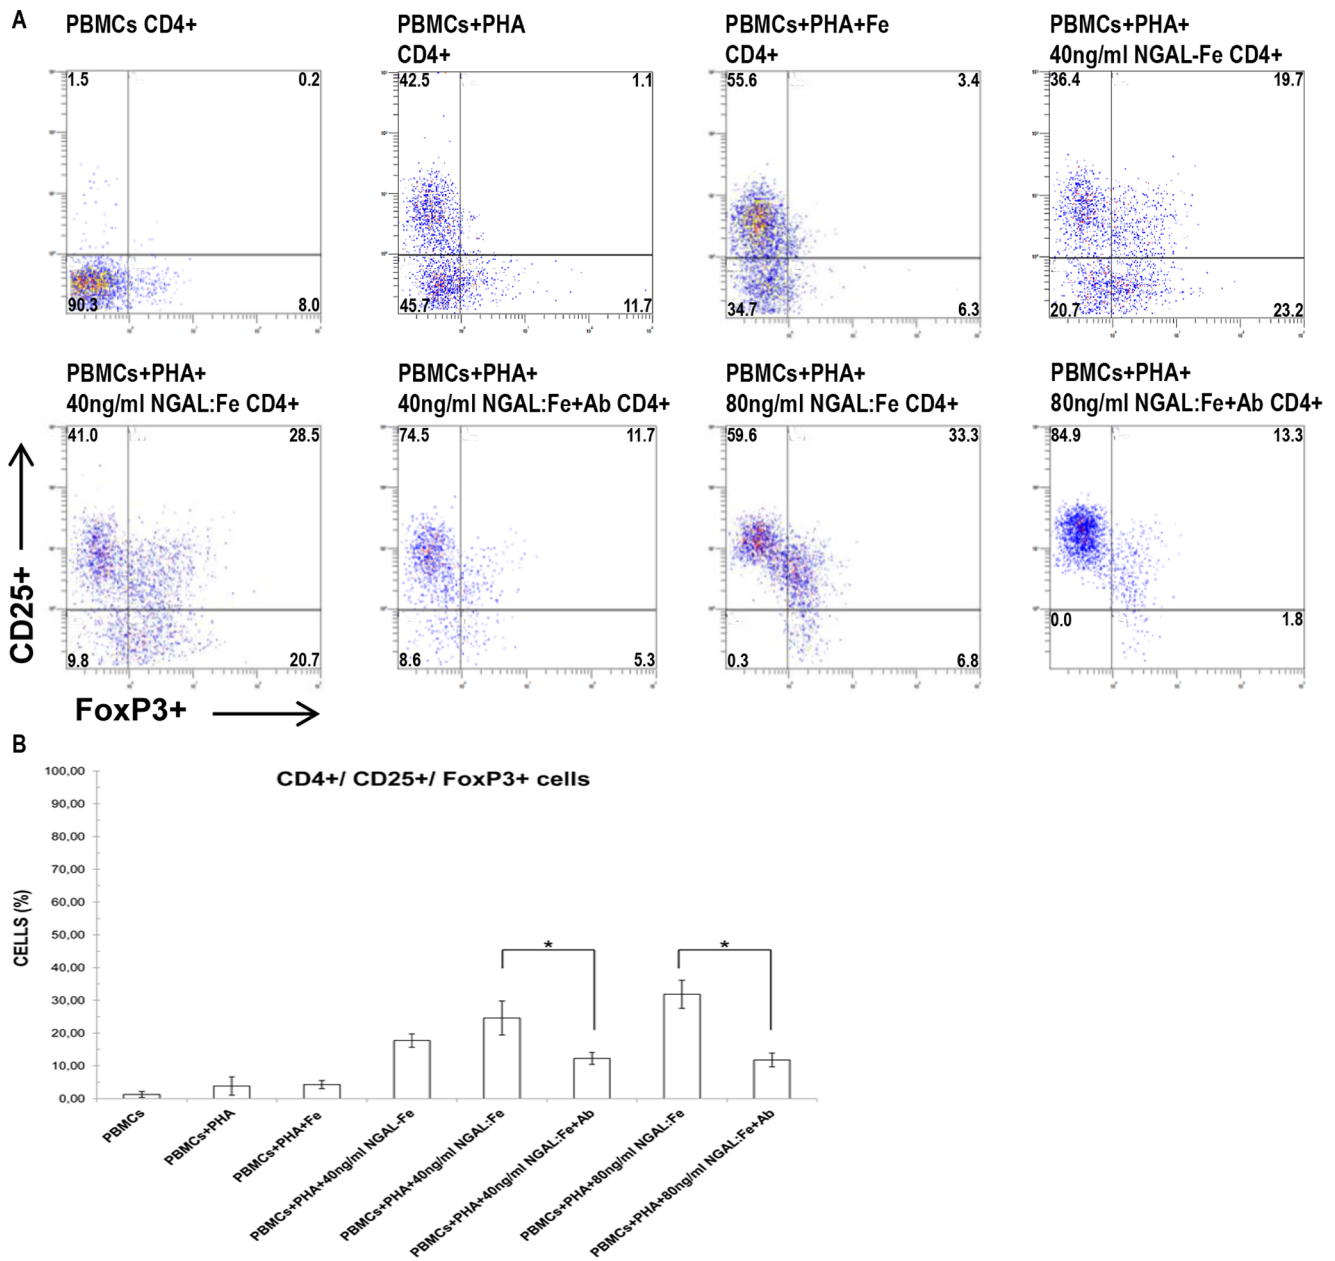 A
PBMCs CD4+
PBMCs+PHA
CD4+
PBMCs+PHA+Fe
CD4+
PBMCs+PHA+
40ng/ml NGAL-Fe CD4+
1.5 0.2
90.3 8.0
42.5 1.1
45.7 11.7
55.6 3.4
34.7 6.3
36.4 19.7
20.7 23.2
PBMCs+PHA+
40ng/ml NGAL:Fe CD4+
PBMCs+PHA+
40ng/ml NGAL:Fe+Ab CD4+
PBMCs+PHA+
80ng/ml NGAL:Fe CD4+
PBMCs+PHA+
80ng/ml NGAL:Fe+Ab CD4+
41.0 28.5
9.8 20.7
74.5 11.7
8.6 5.3
59.6 33.3
0.3 6.8
84.9 13.3
0.0 1.8
CD25+
FoxP3+
B
CD4+/ CD25+/ FoxP3+ cells
CELLS (%)
100,00
90,00
80,00
70,00
60,00
50,00
40,00
30,00
20,00
10,00
0,00
*
*
PBMCs
PBMCs+PHA
PBMCs+PHA+Fe
PBMCs+PHA+40ng/ml NGAL-Fe
PBMCs+PHA+40ng/ml NGAL:Fe
PBMCs+PHA+40ng/ml NGAL:Fe+Ab
PBMCs+PHA+80ng/ml NGAL:Fe
PBMCs+PHA+80ng/ml NGAL:Fe+Ab